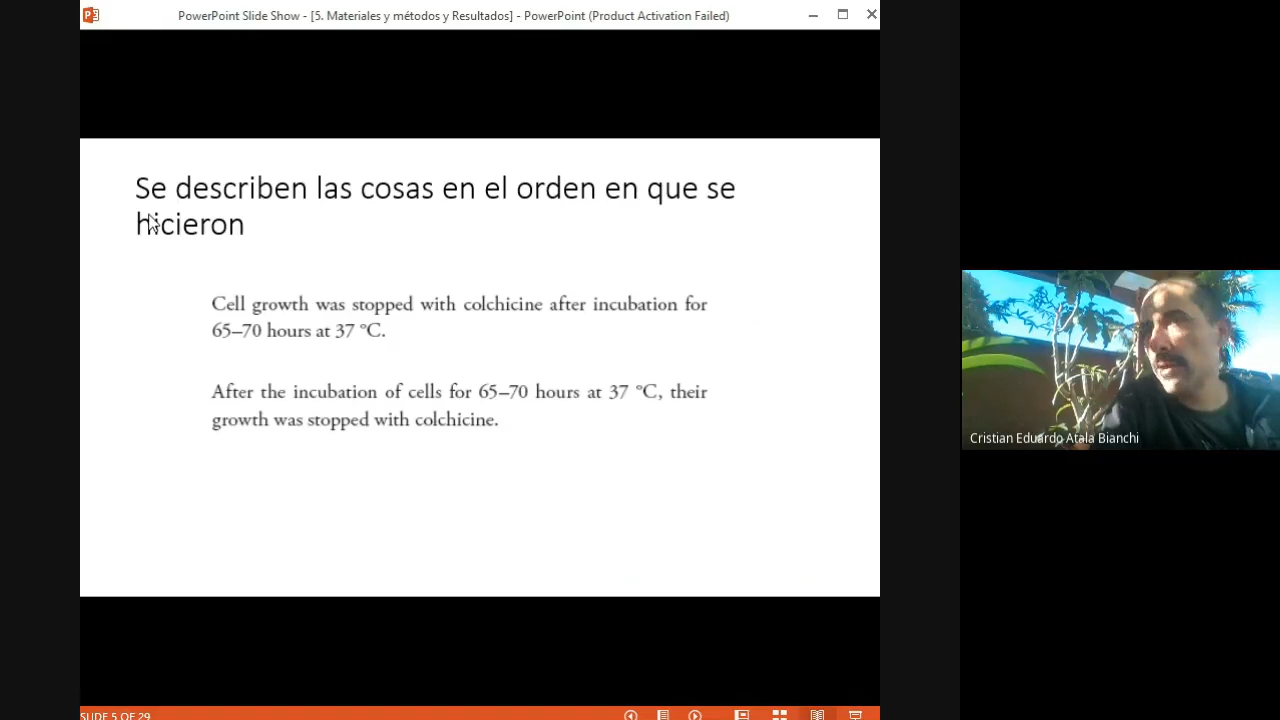 PowerPoint Slide Show - [5. Materiales y métodos y Resultados] - PowerPoint (Product Activation Failed)
Se describen las cosas en el orden en que se
hicieron
Cell growth was stopped with colchicine after incubation for
65–70 hours at 37 °C.
After the incubation of cells for 65–70 hours at 37 °C, their
growth was stopped with colchicine.
Cristian Eduardo Atala Bianchi
SLIDE 5 OF 29